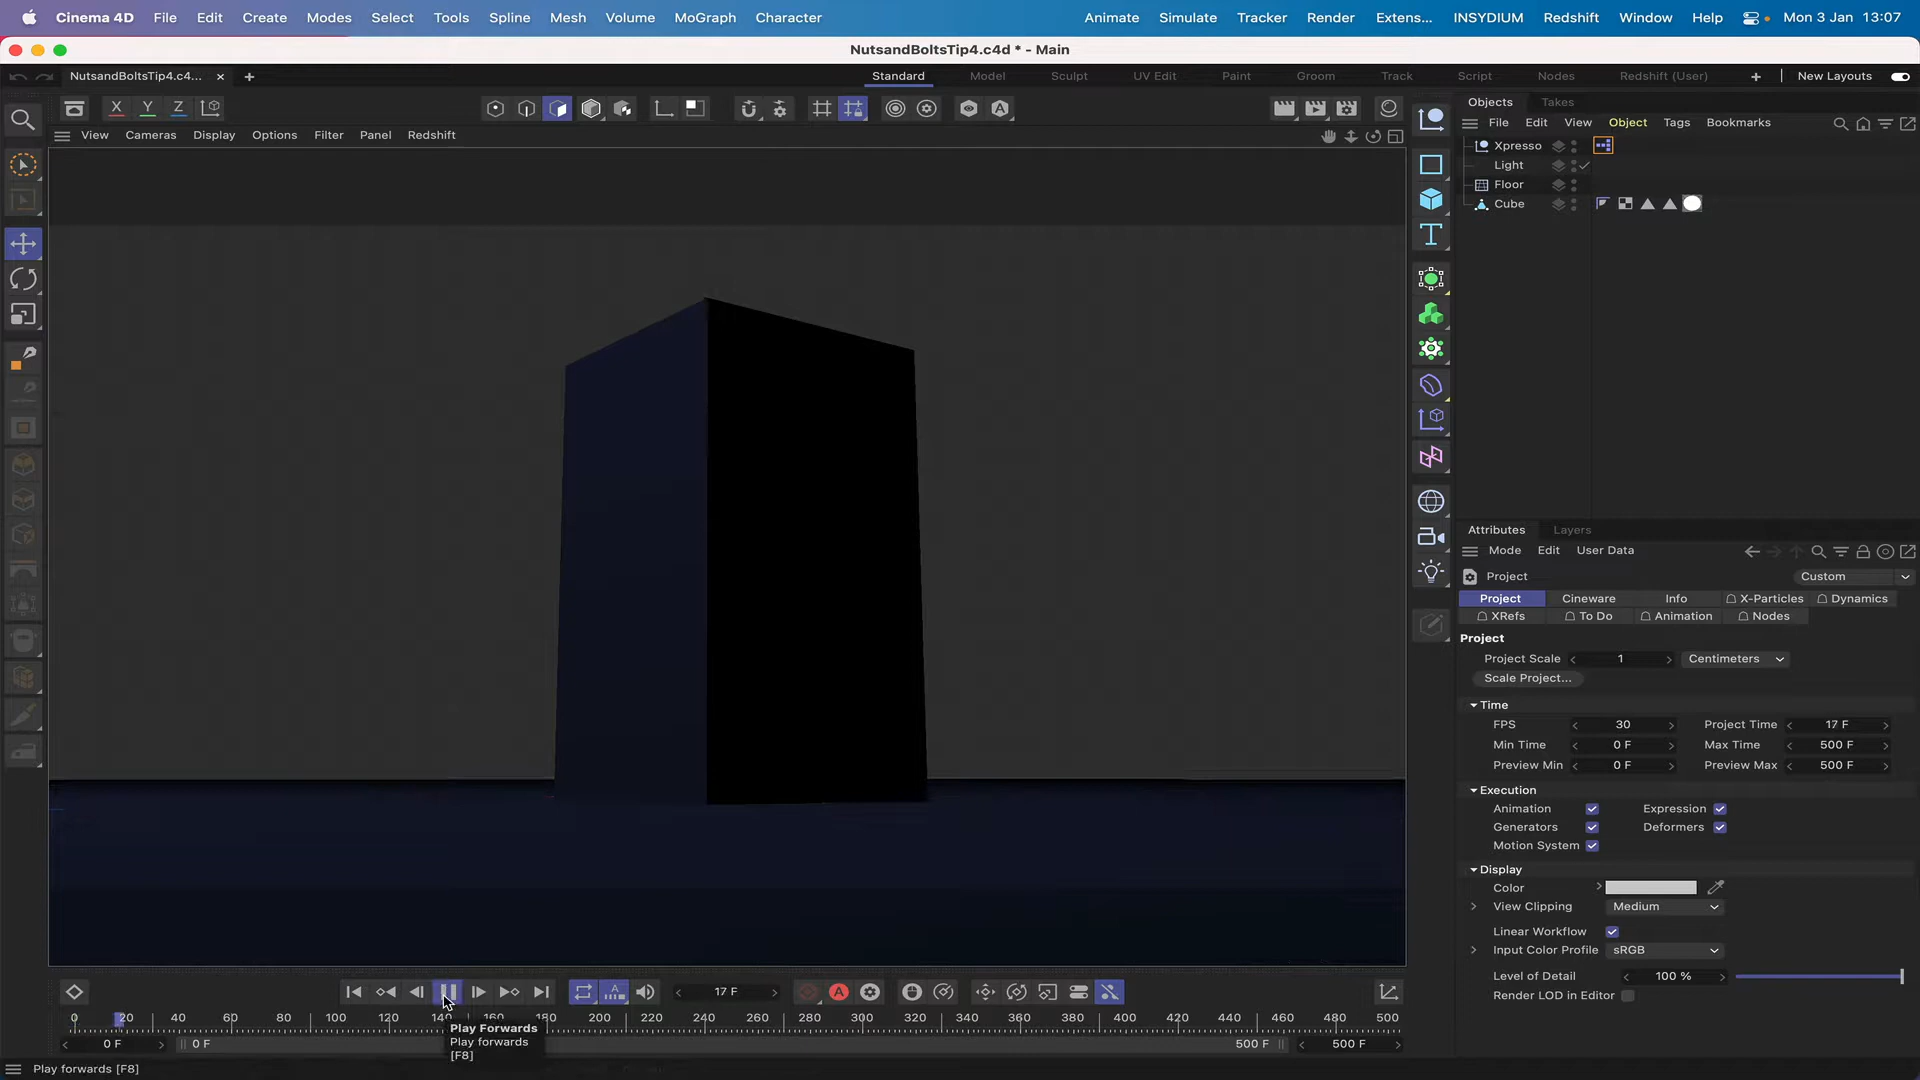 Cinema 4D File Edit Create Modes Select Tools Spline Mesh Volume MoGraph Character Animate Simulate Tracker Render Extens... INSYDIUM Redshift Window Help Mon 3 Jan 13:07
NutsandBoltsTip4.c4d * - Main
NutsandBoltsTip4.c4... × + Standard Model Sculpt UV Edit Paint Groom Track Script Nodes Redshift (User) + New Layouts
X Y Z
Objects Takes
View Cameras Display Options Filter Panel Redshift
File Edit View Object Tags Bookmarks
Xpresso
Light
Floor
Cube
Attributes Layers
Mode Edit User Data
Project Custom
Project Cineware Info X-Particles Dynamics
XRefs To Do Animation Nodes
Project
Project Scale 1 Centimeters
Scale Project...
Time
FPS 30 Project Time 17 F
Min Time 0 F Max Time 500 F
Preview Min 0 F Preview Max 500 F
Execution
Animation Expression
Generators Deformers
Motion System
Display
Color
View Clipping Medium
Linear Workflow
Input Color Profile sRGB
Level of Detail 100 %
Render LOD in Editor
17 F
0 20 40 60 80 100 120 140 160 180 200 220 240 260 280 300 320 340 360 380 400 420 440 460 480 500
Play Forwards
Play forwards
[F8]
0 F 0 F 500 F 500 F
Play forwards [F8]